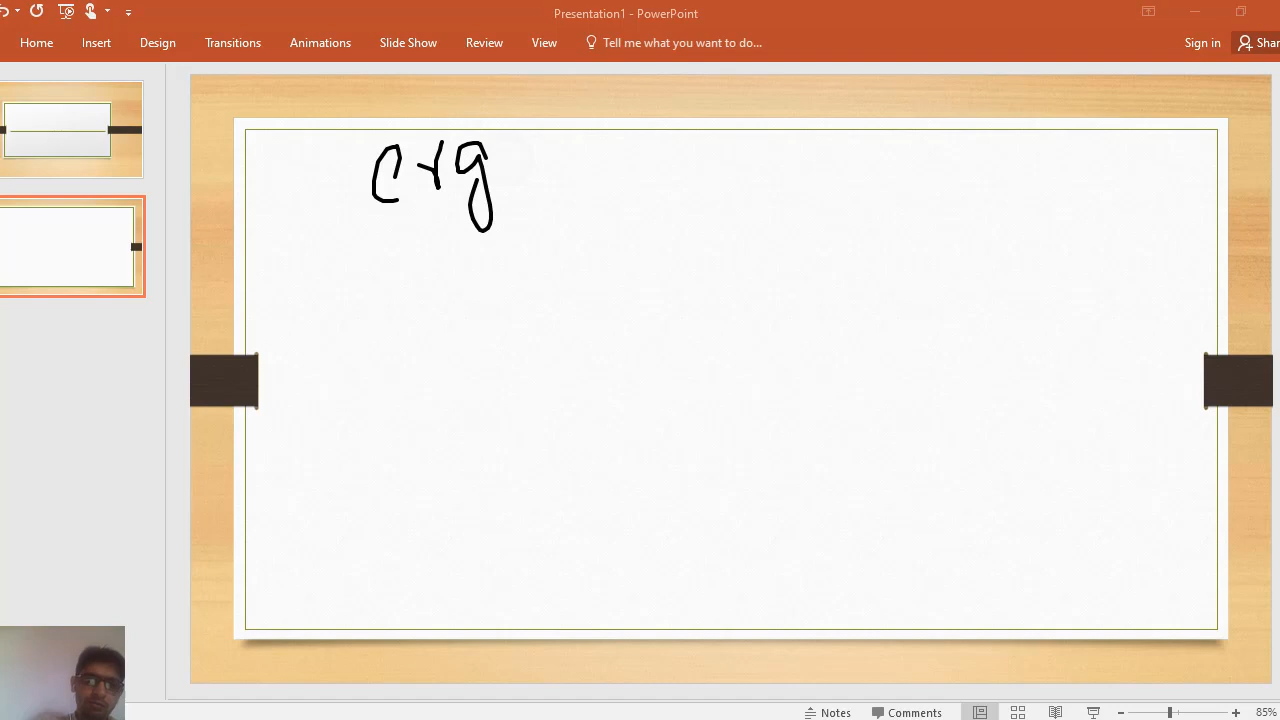 Presentation1 - PowerPoint
Home Insert Design Transitions Animations Slide Show Review View Tell me what you want to do... Sign in Shar
Notes Comments 85%